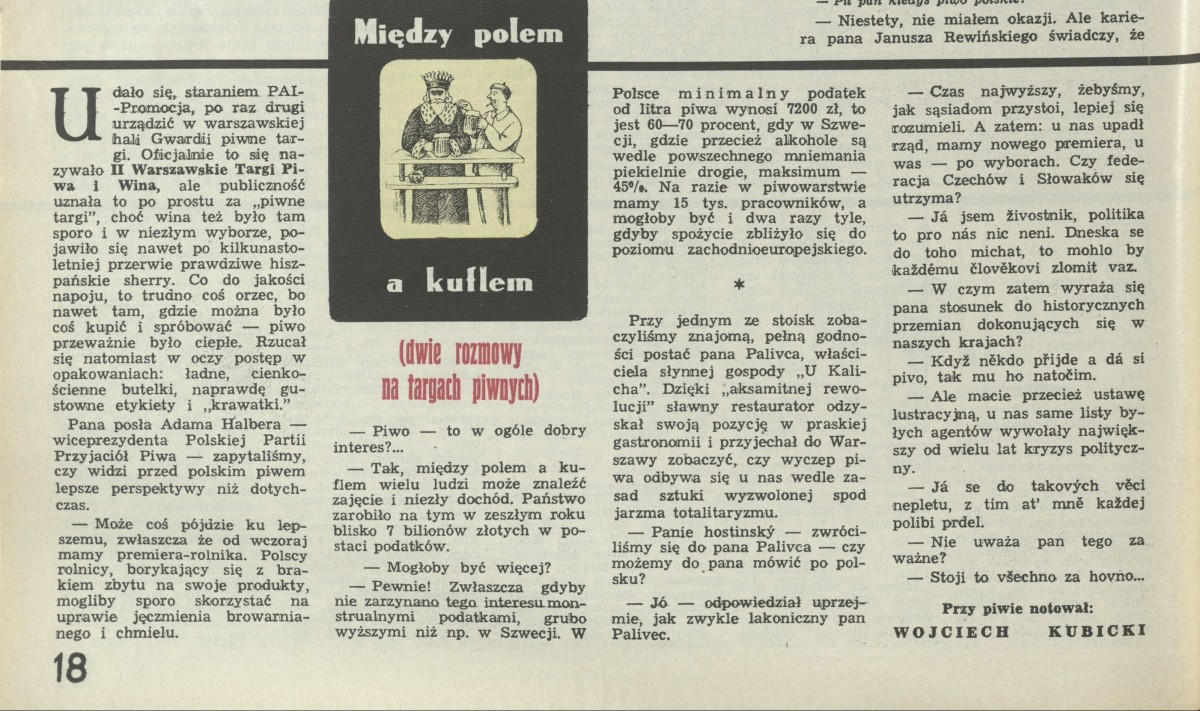 — Pił pan kiedyś piwo polskie?
— Niestety, nie miałem okazji. Ale karie-
ra pana Janusza Rewińskiego świadczy, że
Między polem
a kuflem
(dwie rozmowy
na targach piwnych)
Udało się, staraniem PAI-
-Promocja, po raz drugi
urządzić w warszawskiej
hali Gwardii piwne tar-
gi. Oficjalnie to się na-
zywało II Warszawskie Targi Pi-
wa i Wina, ale publiczność
uznała to po prostu za „piwne
targi”, choć wina też było tam
sporo i w niezłym wyborze, po-
jawiło się nawet po kilkunasto-
letniej przerwie prawdziwe hisz-
pańskie sherry. Co do jakości
napoju, to trudno coś orzec, bo
nawet tam, gdzie można było
coś kupić i spróbować — piwo
przeważnie było ciepłe. Rzucał
się natomiast w oczy postęp w
opakowaniach: ładne, cienko-
ścienne butelki, naprawdę gu-
stowne etykiety i „krawatki.”
Pana posła Adama Halbera —
wiceprezydenta Polskiej Partii
Przyjaciół Piwa — zapytaliśmy,
czy widzi przed polskim piwem
lepsze perspektywy niż dotych-
czas.
— Może coś pójdzie ku lep-
szemu, zwłaszcza że od wczoraj
mamy premiera-rolnika. Polscy
rolnicy, borykający się z bra-
kiem zbytu na swoje produkty,
mogliby sporo skorzystać na
uprawie jęczmienia browarnia-
nego i chmielu.
— Piwo — to w ogóle dobry
interes?...
— Tak, między polem a ku-
flem wielu ludzi może znaleźć
zajęcie i niezły dochód. Państwo
zarobiło na tym w zeszłym roku
blisko 7 bilionów złotych w po-
staci podatków.
— Mogłoby być więcej?
— Pewnie! Zwłaszcza gdyby
nie zarzynano tego interesu mon-
strualnymi podatkami, grubo
wyższymi niż np. w Szwecji. W
Polsce minimalny podatek
od litra piwa wynosi 7200 zł, to
jest 60—70 procent, gdy w Szwe-
cji, gdzie przecież alkohole są
wedle powszechnego mniemania
piekielnie drogie, maksimum —
45%. Na razie w piwowarstwie
mamy 15 tys. pracowników, a
mogłoby być i dwa razy tyle,
gdyby spożycie zbliżyło się do
poziomu zachodnioeuropejskiego.
*
Przy jednym ze stoisk zoba-
czyliśmy znajomą, pełną godno-
ści postać pana Palivca, właści-
ciela słynnej gospody „U Kali-
cha”. Dzięki „aksamitnej rewo-
lucji” sławny restaurator odzy-
skał swoją pozycję w praskiej
gastronomii i przyjechał do War-
szawy zobaczyć, czy wyczep pi-
wa odbywa się u nas wedle za-
sad sztuki wyzwolonej spod
jarzma totalitaryzmu.
— Panie hostinský — zwróci-
liśmy się do pana Palivca — czy
możemy do pana mówić po pol-
sku?
— Jó — odpowiedział uprzej-
mie, jak zwykle lakoniczny pan
Palivec.
— Czas najwyższy, żebyśmy,
jak sąsiadom przystoi, lepiej się
rozumieli. A zatem: u nas upadł
rząd, mamy nowego premiera, u
was — po wyborach. Czy fede-
racja Czechów i Słowaków się
utrzyma?
— Já jsem živostnik, politika
to pro nás nic neni. Dneska se
do toho michat, to mohlo by
každému člověkovi zlomit vaz.
— W czym zatem wyraża się
pana stosunek do historycznych
przemian dokonujących się w
naszych krajach?
— Když někdo přijde a dá si
pivo, tak mu ho natočim.
— Ale macie przecież ustawę
lustracyjną, u nas same listy by-
łych agentów wywołały najwięk-
szy od wielu lat kryzys politycz-
ny.
— Já se do takových věci
nepletu, z tim at' mně každej
polibi prdel.
— Nie uważa pan tego za
ważne?
— Stoji to všechno za hovno...
Przy piwie notował:
WOJCIECH KUBICKI
18